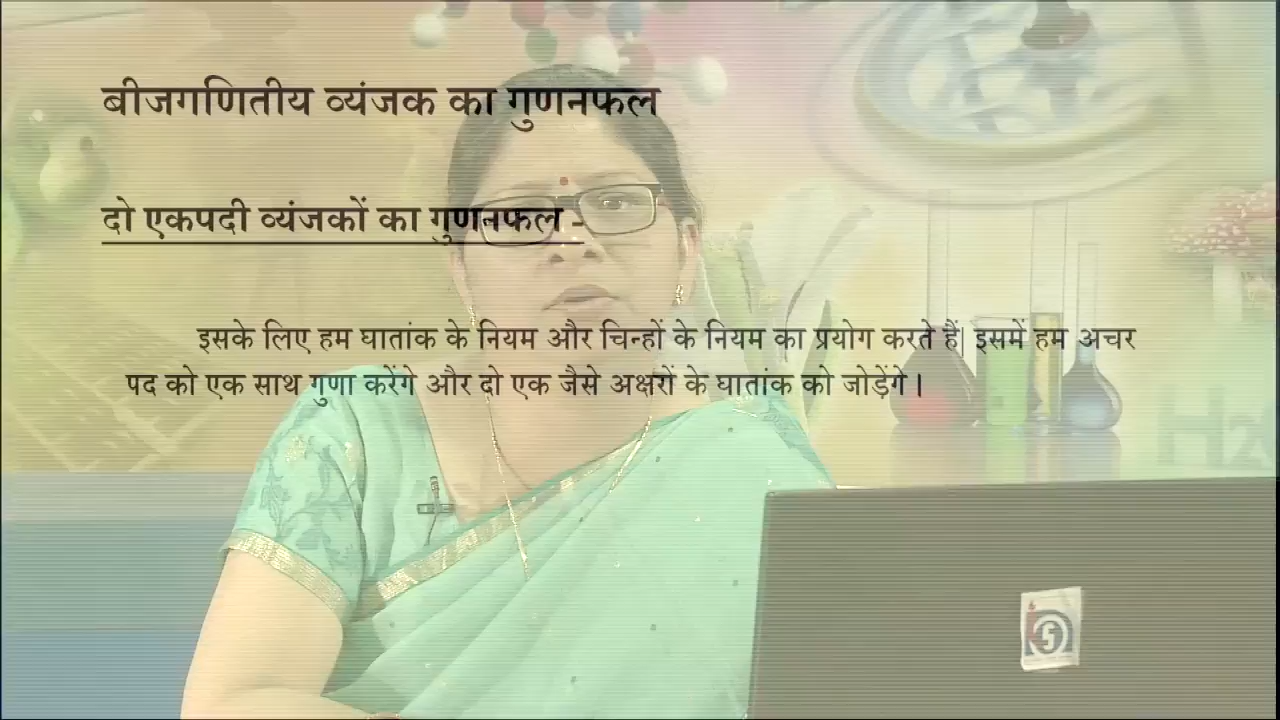 बीजगणितीय व्यंजक का गुणनफल
दो एकपदी व्यंजकों का गुणनफल -
इसके लिए हम घातांक के नियम और चिन्हों के नियम का प्रयोग करते हैं| इसमें हम अचर
पद को एक साथ गुणा करेंगे और दो एक जैसे अक्षरों के घातांक को जोड़ेंगे ।
H2